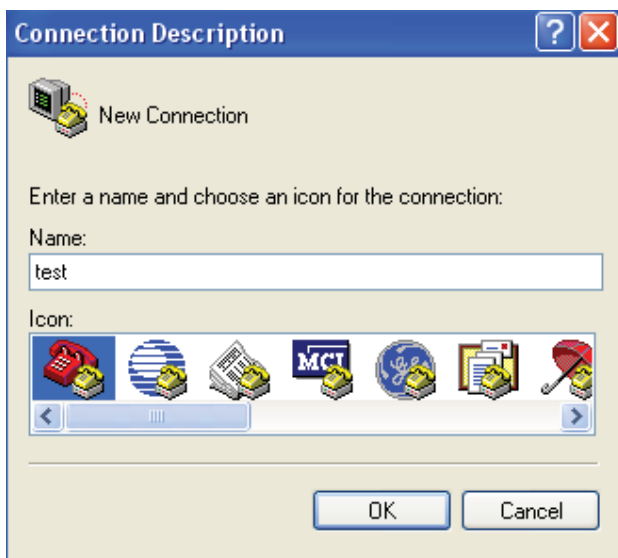 Connection Description
New Connection
Enter a name and choose an icon for the connection:
Name:
test
Icon:
MCI
OK Cancel